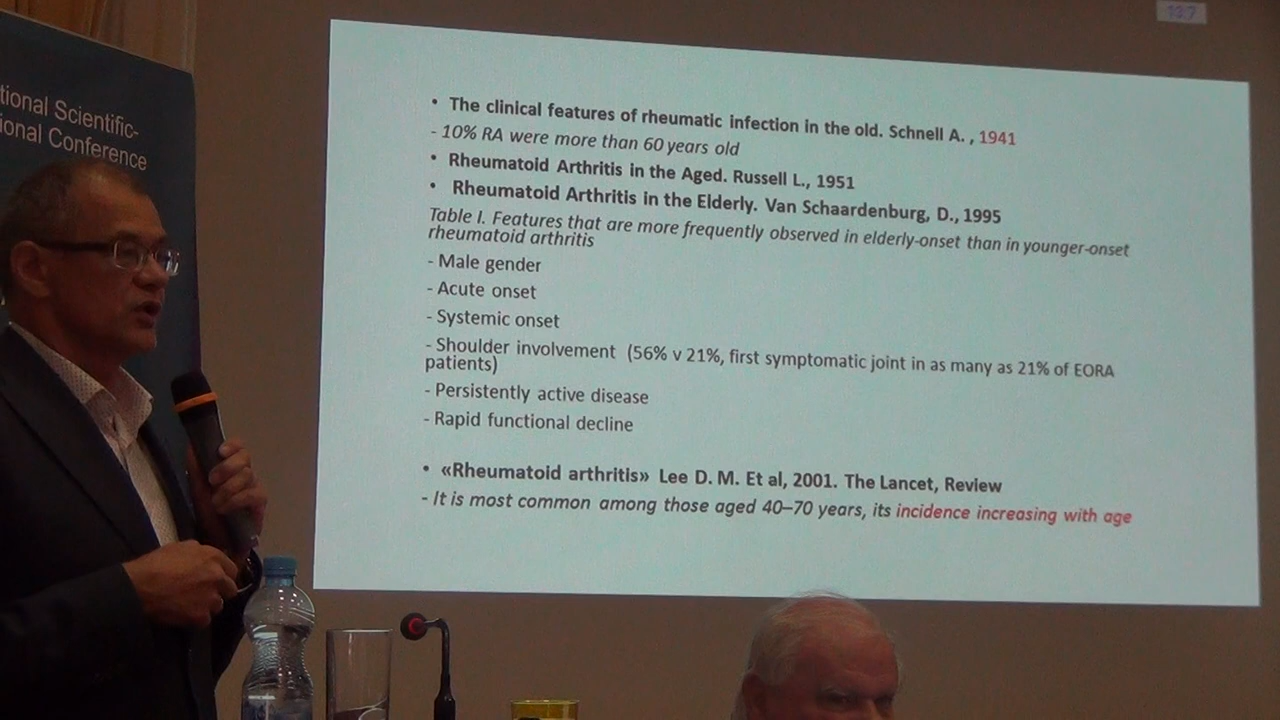 tional Scientific-
ional Conference
• The clinical features of rheumatic infection in the old. Schnell A. , 1941
- 10% RA were more than 60 years old
• Rheumatoid Arthritis in the Aged. Russell L., 1951
• Rheumatoid Arthritis in the Elderly. Van Schaardenburg, D., 1995
Table I. Features that are more frequently observed in elderly-onset than in younger-onset
rheumatoid arthritis
- Male gender
- Acute onset
- Systemic onset
- Shoulder involvement (56% v 21%, first symptomatic joint in as many as 21% of EORA
patients)
- Persistently active disease
- Rapid functional decline
• «Rheumatoid arthritis» Lee D. M. Et al, 2001. The Lancet, Review
- It is most common among those aged 40–70 years, its incidence increasing with age